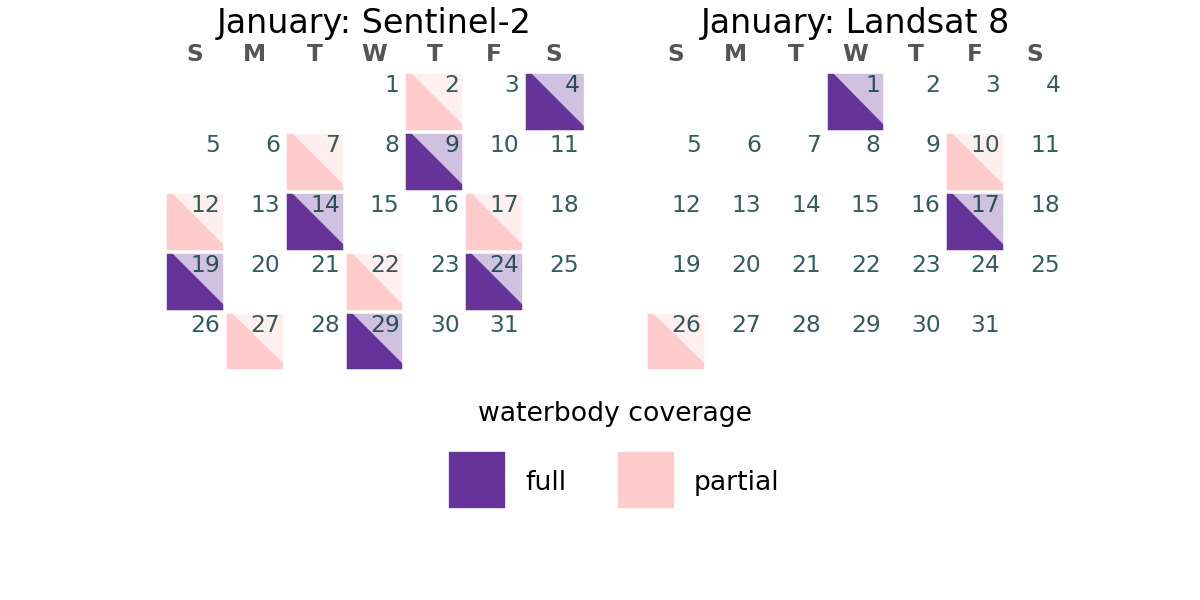 January: Sentinel-2
S M T W T F S
1 2 3 4
5 6 7 8 9 10 11
12 13 14 15 16 17 18
19 20 21 22 23 24 25
26 27 28 29 30 31
January: Landsat 8
S M T W T F S
1 2 3 4
5 6 7 8 9 10 11
12 13 14 15 16 17 18
19 20 21 22 23 24 25
26 27 28 29 30 31
waterbody coverage
full
partial